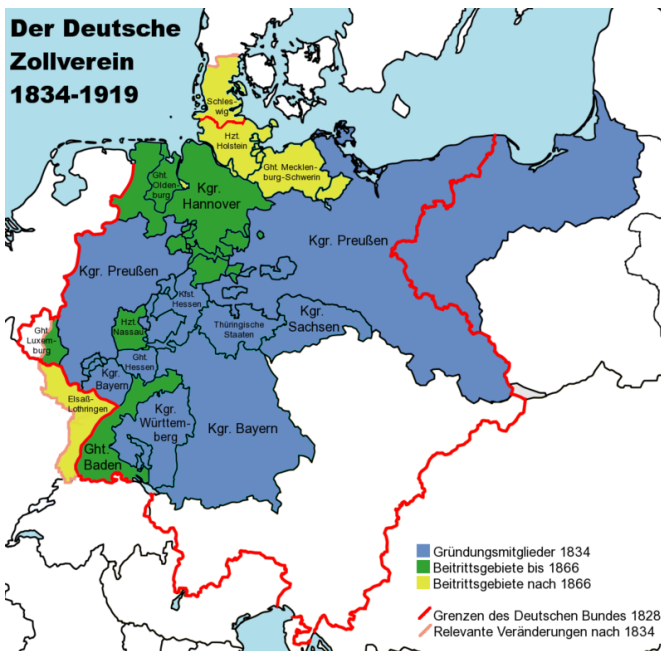 Der Deutsche
Zollverein
1834-1919
Schles-
wig
Hzt.
Holstein
Ght. Mecklen-
burg-Schwerin
Ght.
Olden-
burg
Kgr.
Hannover
Kgr. Preußen
Kgr. Preußen
Kfst.
Hessen
Hzt.
Nassau
Thüringische
Staaten
Kgr.
Sachsen
Ght.
Luxem-
burg
Ght.
Hessen
Kgr.
Bayern
Elsaß-
Lothringen
Kgr.
Württem-
berg
Kgr. Bayern
Ght.
Baden
Gründungsmitglieder 1834
Beitrittsgebiete bis 1866
Beitrittsgebiete nach 1866
Grenzen des Deutschen Bundes 1828
Relevante Veränderungen nach 1834